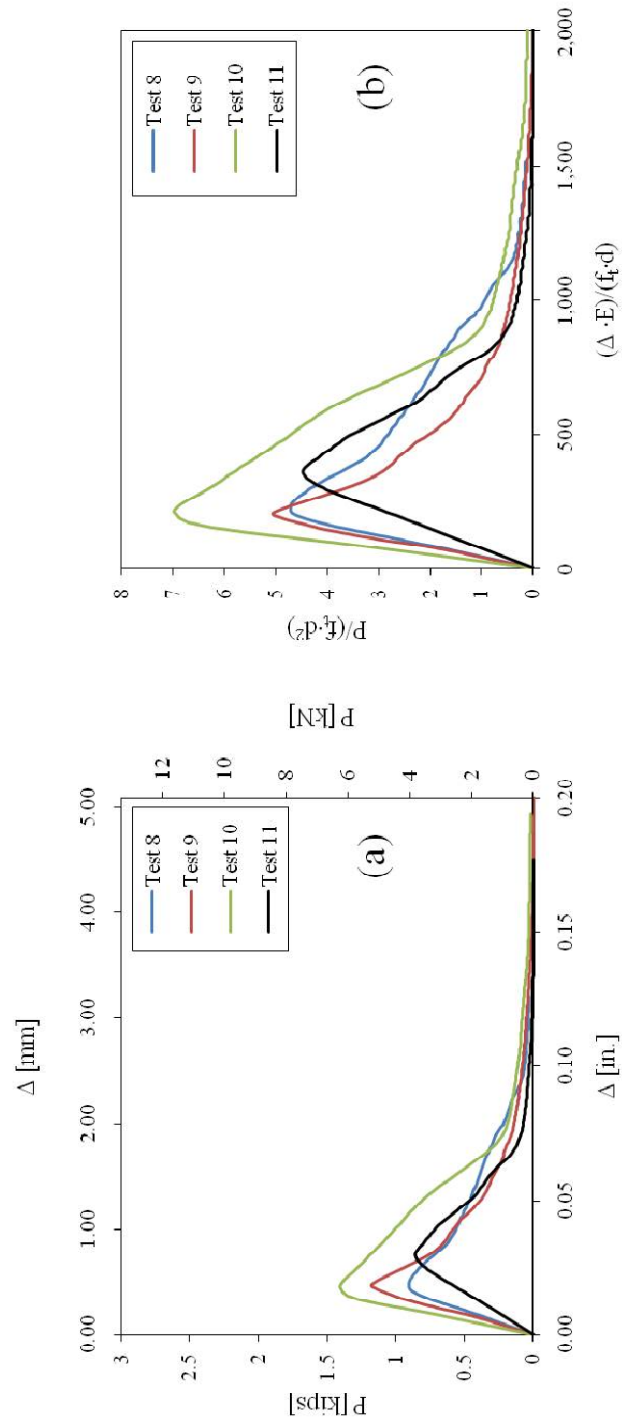 Δ [mm]
0.00 1.00 2.00 3.00 4.00 5.00
3
2.5
2
1.5
1
0.5
0
P [kips]
12
10
8
6
4
2
0
P [kN]
Test 8
Test 9
Test 10
Test 11
(a)
0.00 0.05 0.10 0.15 0.20
Δ [in.]
8
7
6
5
4
3
2
1
0
P/(fₜ·d²)
Test 8
Test 9
Test 10
Test 11
(b)
0 500 1,000 1,500 2,000
(Δ·E)/(fₜ·d)